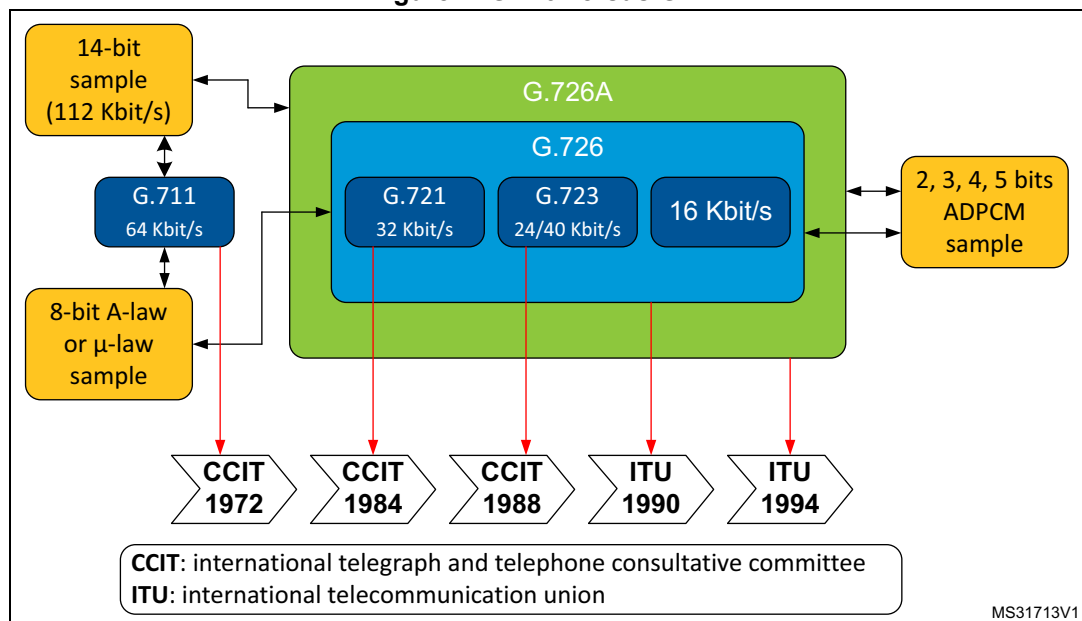 14-bit
sample
(112 Kbit/s)
G.726A
G.726
G.711
64 Kbit/s
G.721
32 Kbit/s
G.723
24/40 Kbit/s
16 Kbit/s
2, 3, 4, 5 bits
ADPCM
sample
8-bit A-law
or µ-law
sample
CCIT
1972
CCIT
1984
CCIT
1988
ITU
1990
ITU
1994
CCIT: international telegraph and telephone consultative committee
ITU: international telecommunication union
MS31713V1